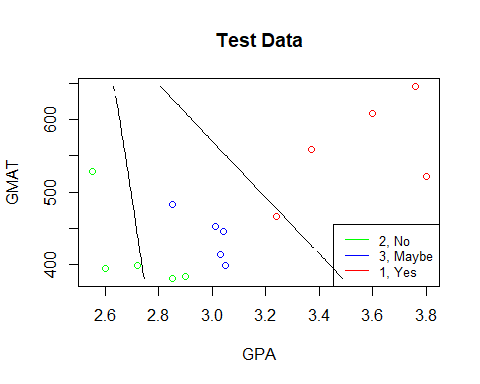 Test Data
GMAT
600
500
400
2, No
3, Maybe
1, Yes
2.6 2.8 3.0 3.2 3.4 3.6 3.8
GPA